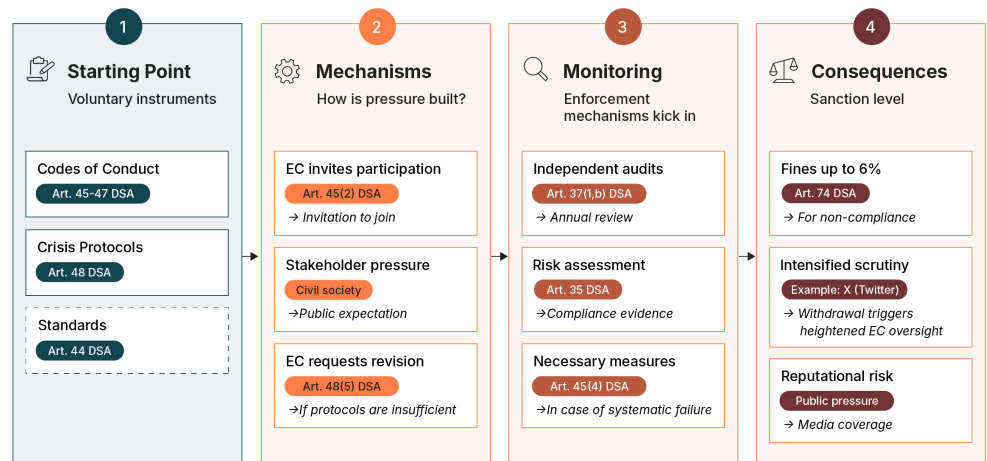 1
Starting Point
Voluntary instruments
Codes of Conduct
Art. 45-47 DSA
Crisis Protocols
Art. 48 DSA
Standards
Art. 44 DSA
2
Mechanisms
How is pressure built?
EC invites participation
Art. 45(2) DSA
→ Invitation to join
Stakeholder pressure
Civil society
→Public expectation
EC requests revision
Art. 48(5) DSA
→If protocols are insufficient
3
Monitoring
Enforcement
mechanisms kick in
Independent audits
Art. 37(1,b) DSA
→ Annual review
Risk assessment
Art. 35 DSA
→Compliance evidence
Necessary measures
Art. 45(4) DSA
→In case of systematic failure
4
Consequences
Sanction level
Fines up to 6%
Art. 74 DSA
→ For non-compliance
Intensified scrutiny
Example: X (Twitter)
→ Withdrawal triggers
heightened EC oversight
Reputational risk
Public pressure
→ Media coverage